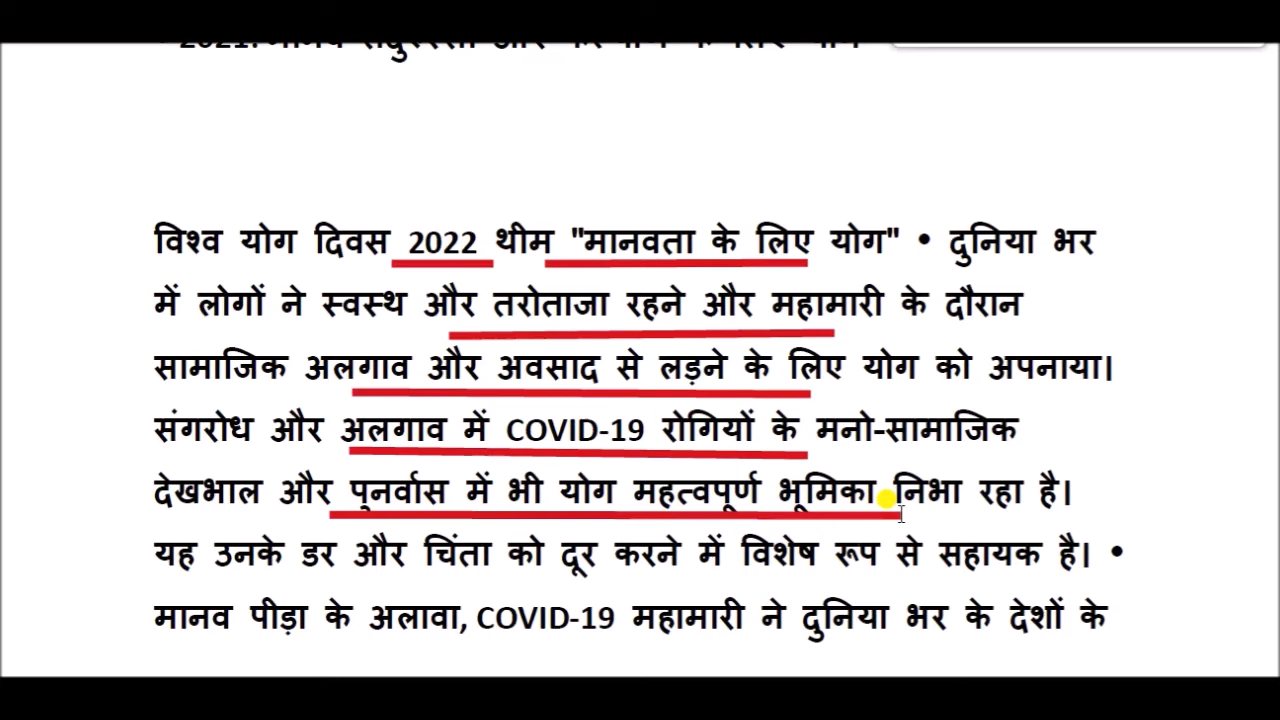 विश्व योग दिवस 2022 थीम "मानवता के लिए योग" • दुनिया भर
में लोगों ने स्वस्थ और तरोताजा रहने और महामारी के दौरान
सामाजिक अलगाव और अवसाद से लड़ने के लिए योग को अपनाया।
संगरोध और अलगाव में COVID-19 रोगियों के मनो-सामाजिक
देखभाल और पुनर्वास में भी योग महत्वपूर्ण भूमिका निभा रहा है।
यह उनके डर और चिंता को दूर करने में विशेष रूप से सहायक है। •
मानव पीड़ा के अलावा, COVID-19 महामारी ने दुनिया भर के देशों के